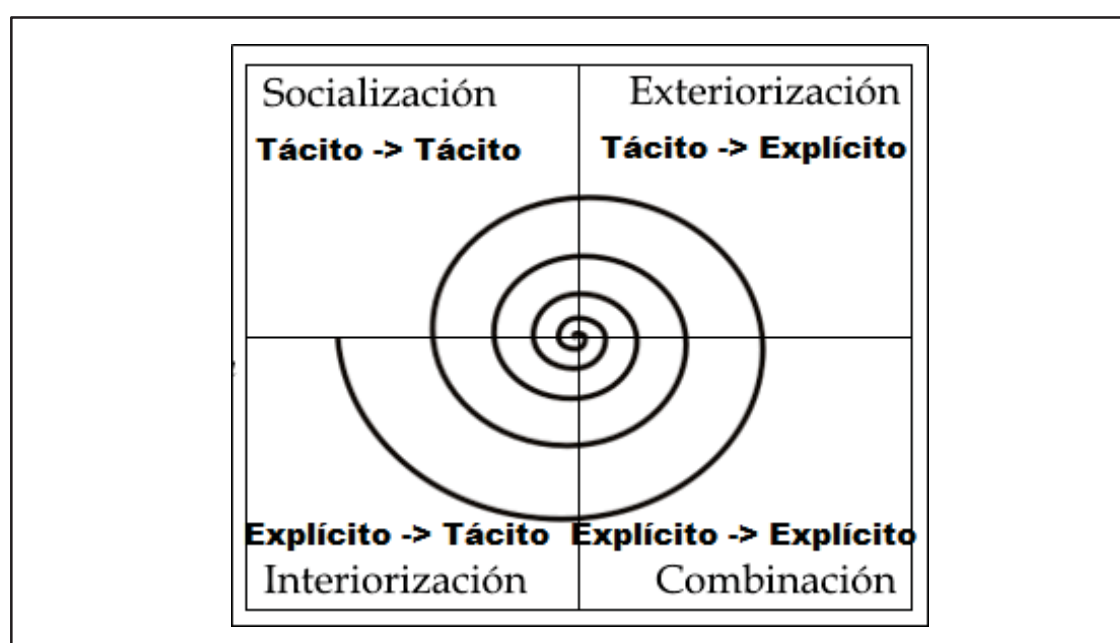 Socialización
Tácito -> Tácito
Exteriorización
Tácito -> Explícito
Explícito -> Tácito
Interiorización
Explícito -> Explícito
Combinación